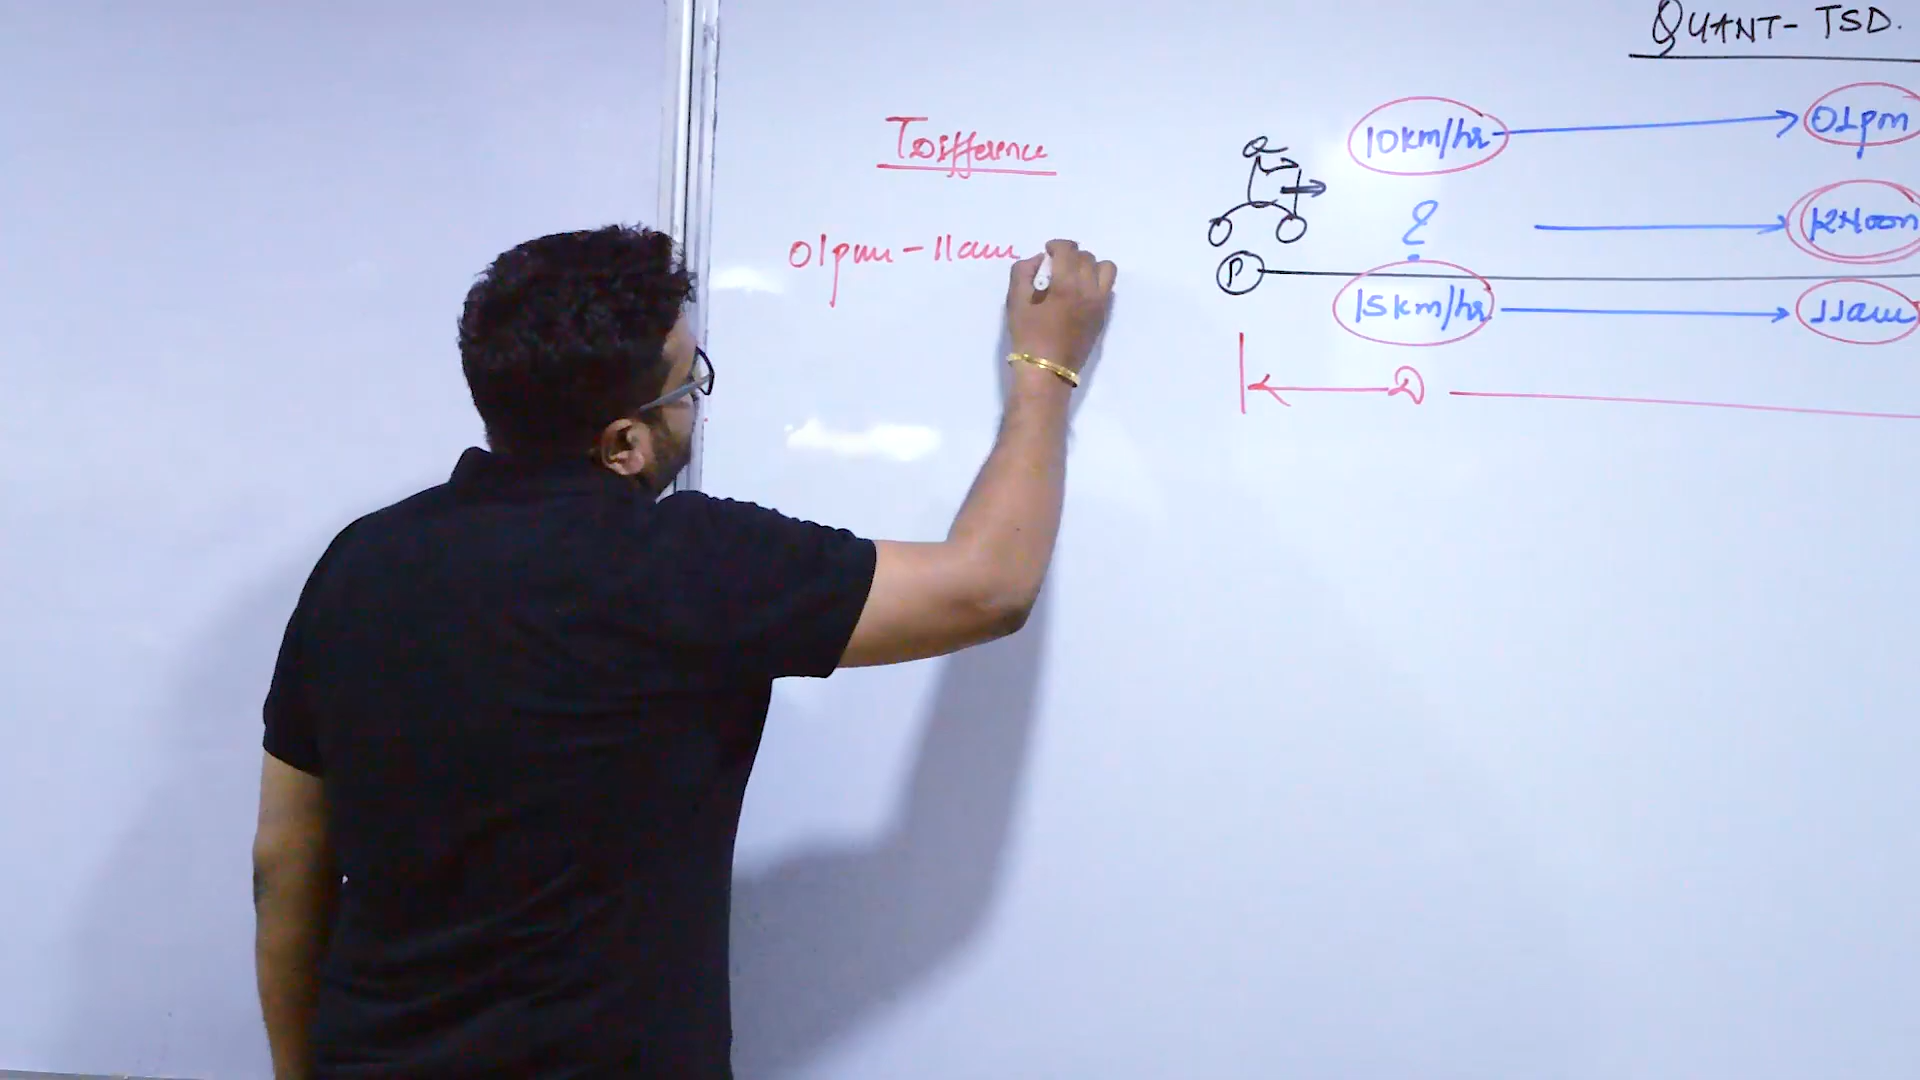 QUANT- TSD.
TDifference
10km/hr
01pm
01pm - 11am
?
12Noon
P
15km/hr
11am
D